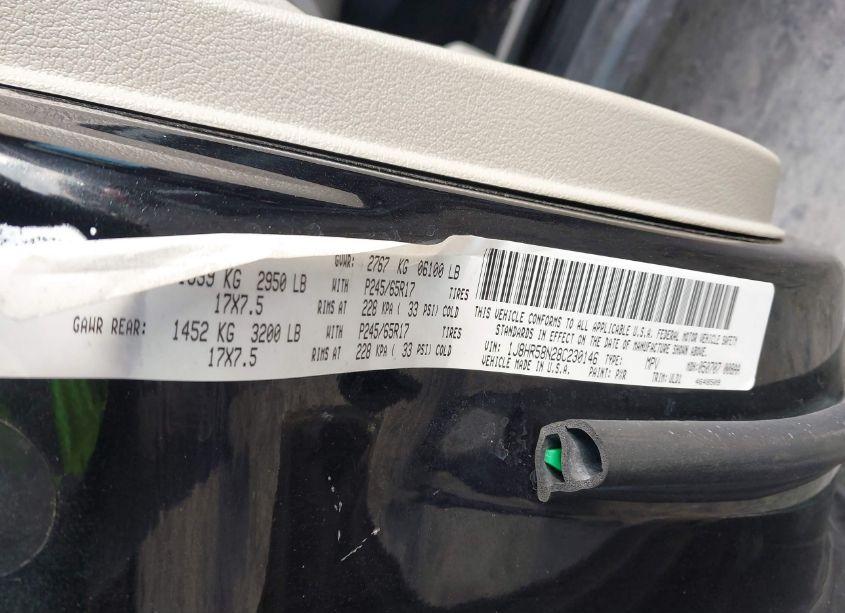 GVWR: 2767 KG 06100 LB
KG 2950 LB WITH P245/65R17 TIRES
17X7.5 RIMS AT 228 KPA ( 33 PSI) COLD
GAWR REAR: 1452 KG 3200 LB WITH P245/65R17 TIRES
17X7.5 RIMS AT 228 KPA ( 33 PSI) COLD
THIS VEHICLE CONFORMS TO ALL APPLICABLE U.S.A. FEDERAL MOTOR VEHICLE SAFETY
STANDARDS IN EFFECT ON THE DATE OF MANUFACTURE SHOWN ABOVE.
VIN: 1J8HR58N28C230146 TYPE: MPV MDH:
VEHICLE MADE IN U.S.A. PAINT: TRIM: